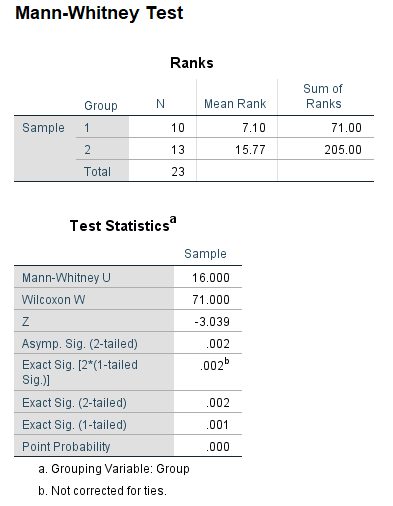 Mann-Whitney Test
Ranks
Group N Mean Rank Sum of Ranks
Sample 1 10 7.10 71.00
2 13 15.77 205.00
Total 23
Test Statisticsa
Sample
Mann-Whitney U 16.000
Wilcoxon W 71.000
Z -3.039
Asymp. Sig. (2-tailed) .002
Exact Sig. [2*(1-tailed Sig.)] .002b
Exact Sig. (2-tailed) .002
Exact Sig. (1-tailed) .001
Point Probability .000
a. Grouping Variable: Group
b. Not corrected for ties.